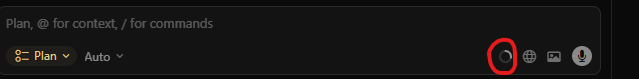 Plan, @ for context, / for commands
Plan Auto